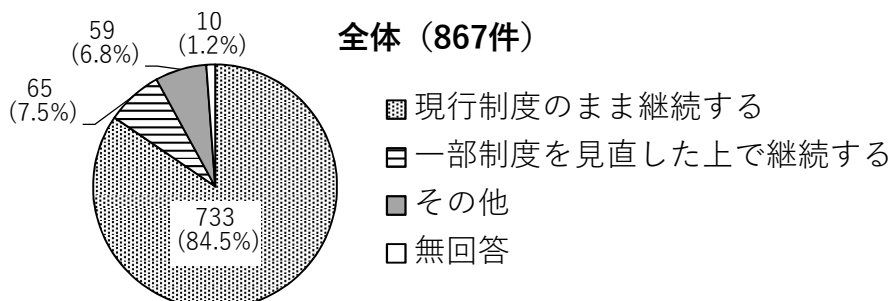 全体（867件）
10
(1.2%)
59
(6.8%)
65
(7.5%)
733
(84.5%)
現行制度のまま継続する
一部制度を見直した上で継続する
その他
無回答